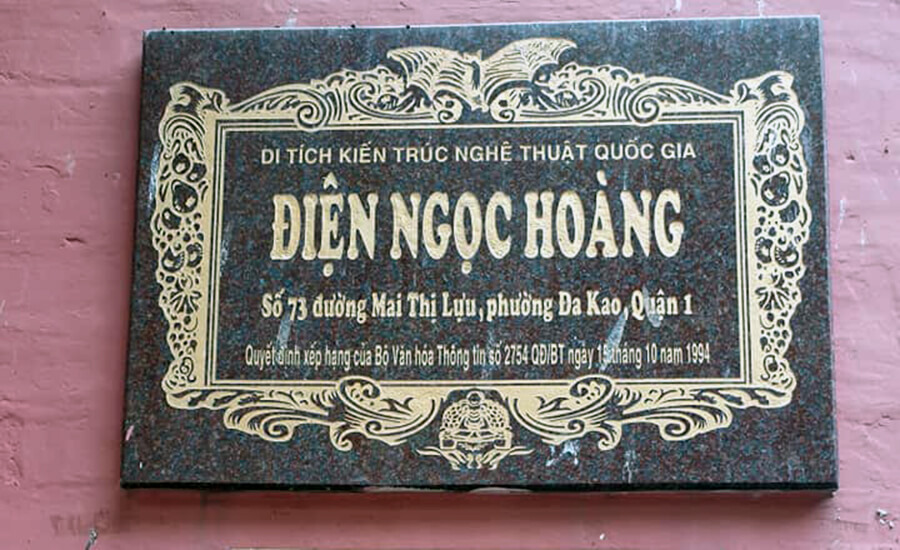 DI TÍCH KIẾN TRÚC NGHỆ THUẬT QUỐC GIA
ĐIỆN NGỌC HOÀNG
Số 73 đường Mai Thị Lựu, phường Đa Kao, Quận 1
Quyết định xếp hạng của Bộ Văn hóa Thông tin số 2754 QĐ/BT ngày 15 tháng 10 năm 1994